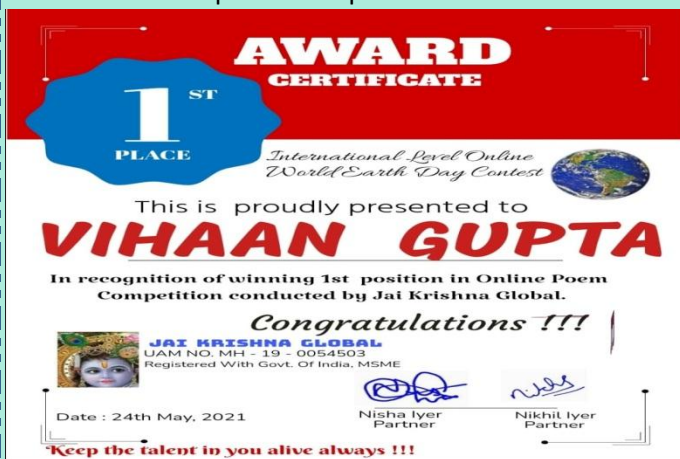 AWARD
CERTIFICATE
1 ST
PLACE
International Level Online
World Earth Day Contest
This is proudly presented to
VIHAAN GUPTA
In recognition of winning 1st position in Online Poem
Competition conducted by Jai Krishna Global.
Congratulations !!!
JAI KRISHNA GLOBAL
UAM NO. MH - 19 - 0054503
Registered With Govt. Of India, MSME
Date : 24th May, 2021
Nisha Iyer
Partner
Nikhil Iyer
Partner
Keep the talent in you alive always !!!